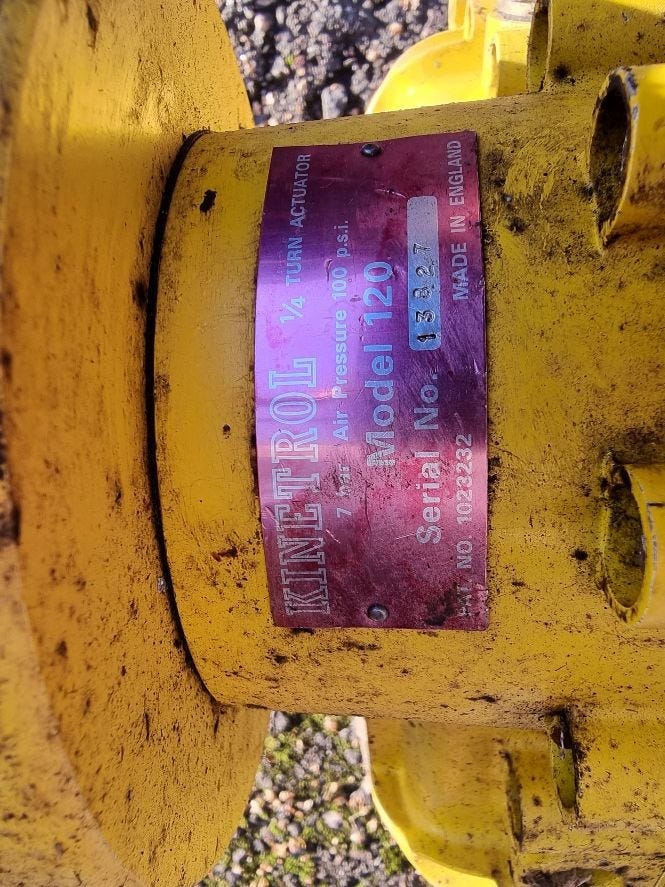 KINETROL 1/4 TURN ACTUATOR
7 bar Air Pressure 100 p.s.i.
Model 120
Serial No. 13827
PAT. NO. 1023232 MADE IN ENGLAND